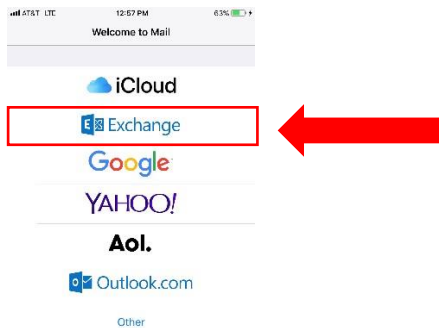 AT&T LTE 12:57 PM 63%
Welcome to Mail
iCloud
Exchange
Google
YAHOO!
Aol.
Outlook.com
Other